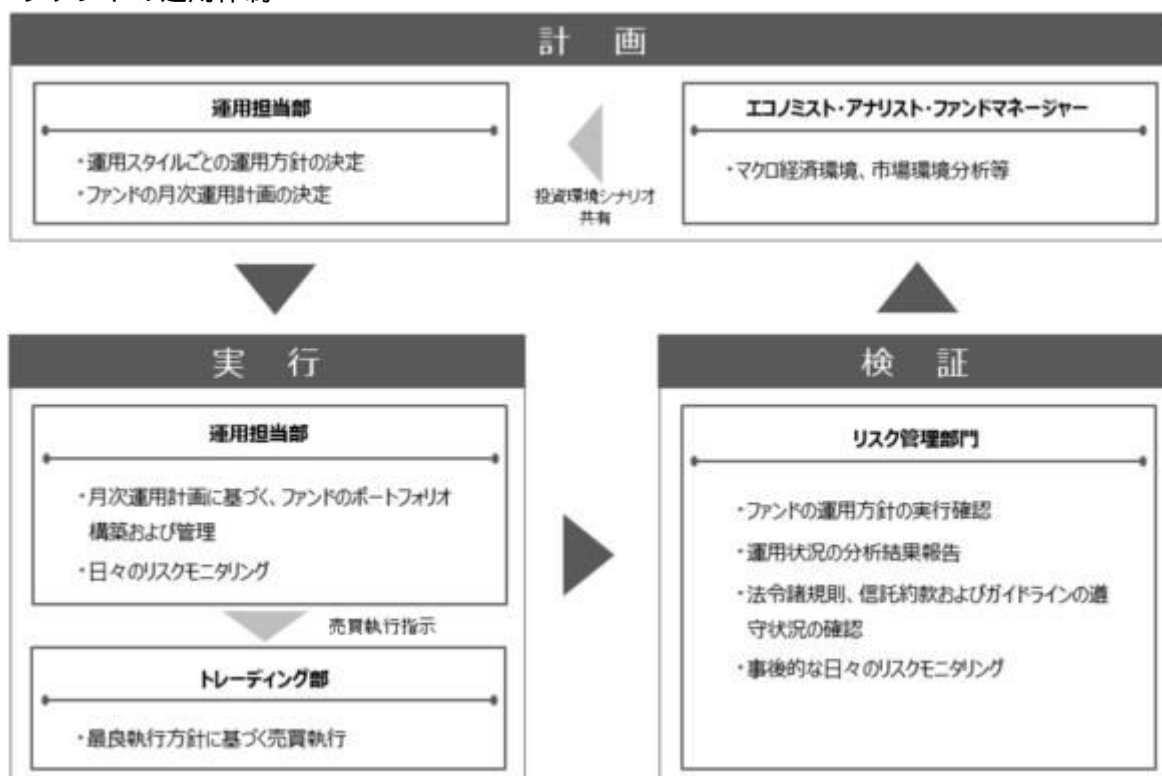 計 画
運用担当部
・運用スタイルごとの運用方針の決定
・ファンドの月次運用計画の決定
投資環境シナリオ
共有
エコノミスト・アナリスト・ファンドマネージャー
・マクロ経済環境、市場環境分析等
実 行
運用担当部
・月次運用計画に基づく、ファンドのポートフォリオ
構築および管理
・日々のリスクモニタリング
売買執行指示
トレーディング部
・最良執行方針に基づく売買執行
検 証
リスク管理部門
・ファンドの運用方針の実行確認
・運用状況の分析結果報告
・法令諸規則、信託約款およびガイドラインの遵
守状況の確認
・事後的な日々のリスクモニタリング